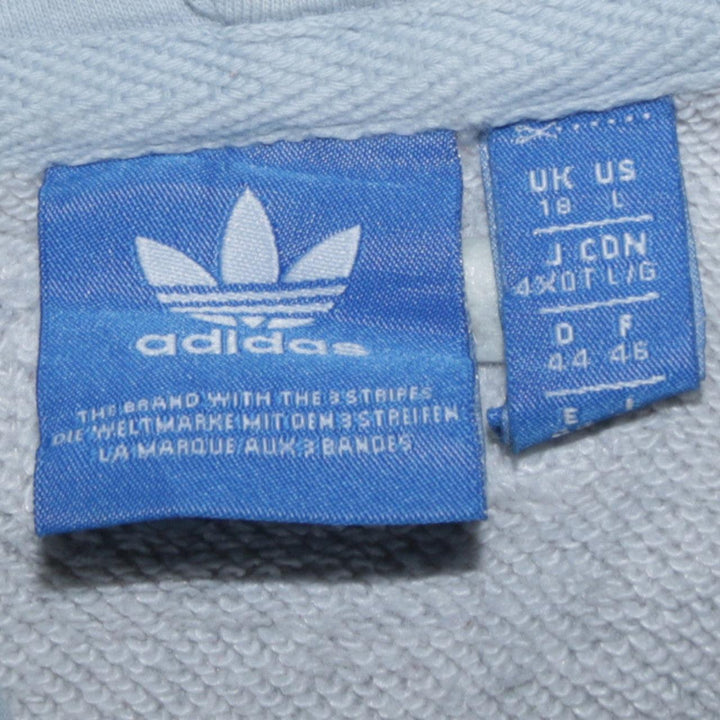 adidas
THE BRAND WITH THE 3 STRIPES
DIE WELTMARKE MIT DEN 3 STREIFEN
LA MARQUE AUX 3 BANDES
UK US
18 L
J CDN
4XOT L/G
D F
44 46
E I